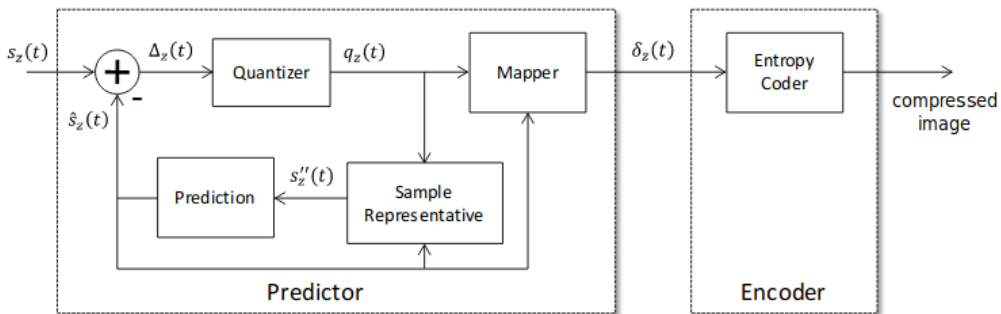 s_z(t)
Δ_z(t)
Quantizer
q_z(t)
Mapper
δ_z(t)
Entropy
Coder
compressed
image
+
-
ŝ_z(t)
Prediction
s″_z(t)
Sample
Representative
Predictor
Encoder